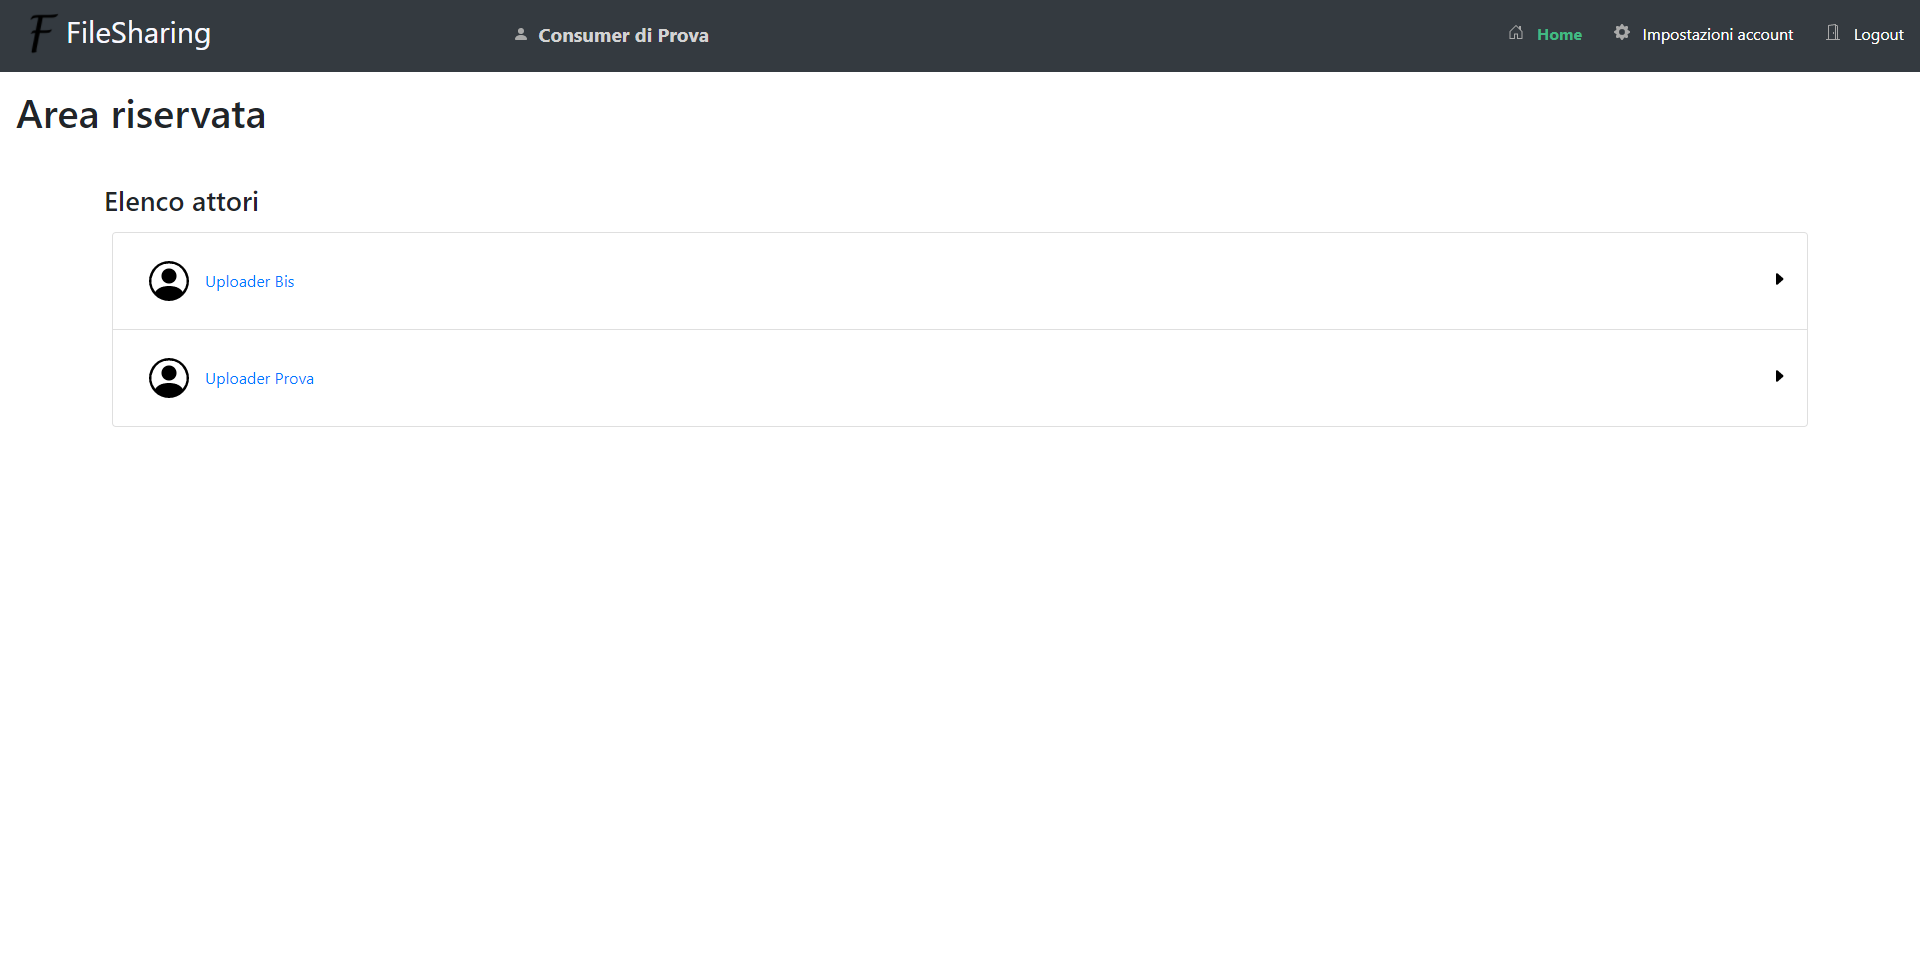 FileSharing
Consumer di Prova
Home
Impostazioni account
Logout
Area riservata
Elenco attori
Uploader Bis
Uploader Prova